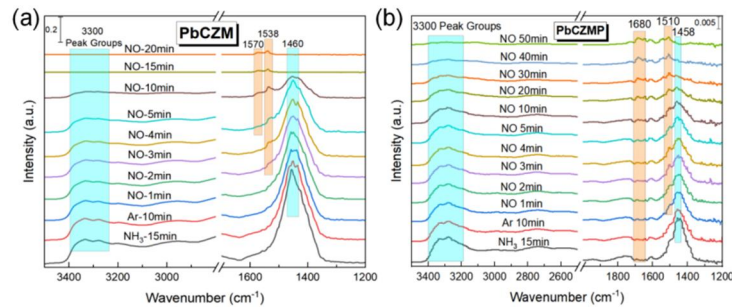 (a)
0.2
3300
Peak Groups
PbCZM
1538
1570
1460
NO-20min
NO-15min
NO-10min
NO-5min
NO-4min
NO-3min
NO-2min
NO-1min
Ar-10min
NH₃-15min
Intensity (a.u.)
3400 3200 3000 1600 1400 1200
Wavenumber (cm⁻¹)
(b)
3300 Peak Groups
PbCZMP
1680
1510
1458
0.005
NO 50min
NO 40min
NO 30min
NO 20min
NO 10min
NO 5min
NO 4min
NO 3min
NO 2min
NO 1min
Ar 10min
NH₃ 15min
Intensity (a.u.)
3400 3200 3000 2800 2600 1800 1600 1400 1200
Wavenumber (cm⁻¹)